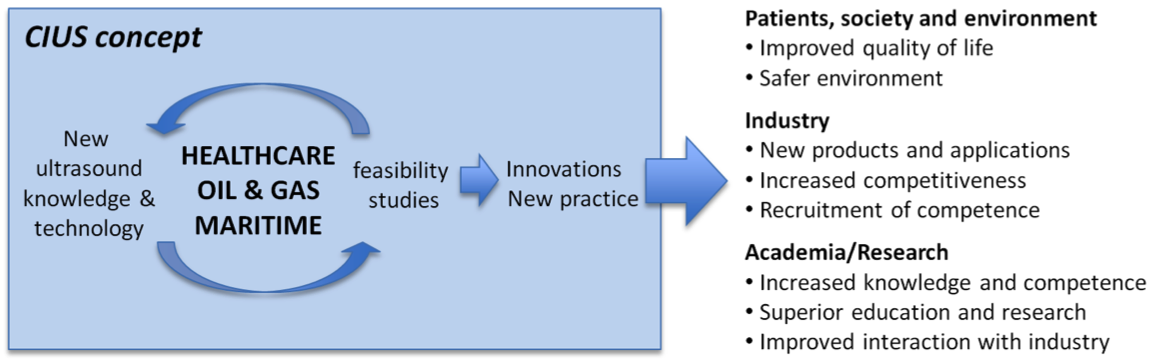 CIUS concept
New
ultrasound
knowledge &
technology
HEALTHCARE
OIL & GAS
MARITIME
feasibility
studies
Innovations
New practice
Patients, society and environment
• Improved quality of life
• Safer environment
Industry
• New products and applications
• Increased competitiveness
• Recruitment of competence
Academia/Research
• Increased knowledge and competence
• Superior education and research
• Improved interaction with industry